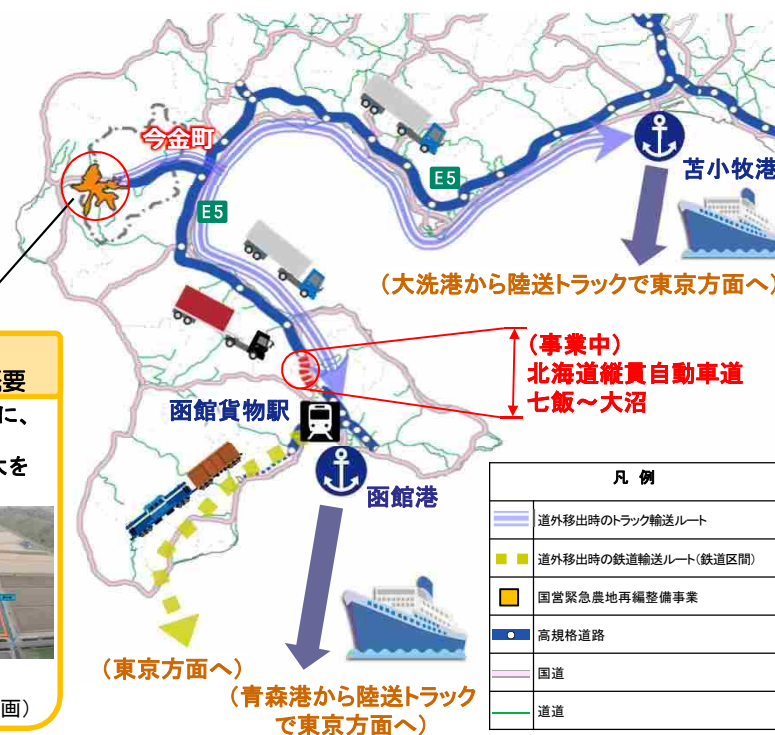 今金町
E5
E5
苫小牧港
(大洗港から陸送トラックで東京方面へ)
(事業中)
北海道縦貫自動車道
七飯～大沼
函館貨物駅
函館港
(東京方面へ)
(青森港から陸送トラック
で東京方面へ)
要
に、
大を
画)
凡 例
道外移出時のトラック輸送ルート
道外移出時の鉄道輸送ルート(鉄道区間)
国営緊急農地再編整備事業
高規格道路
国道
道道